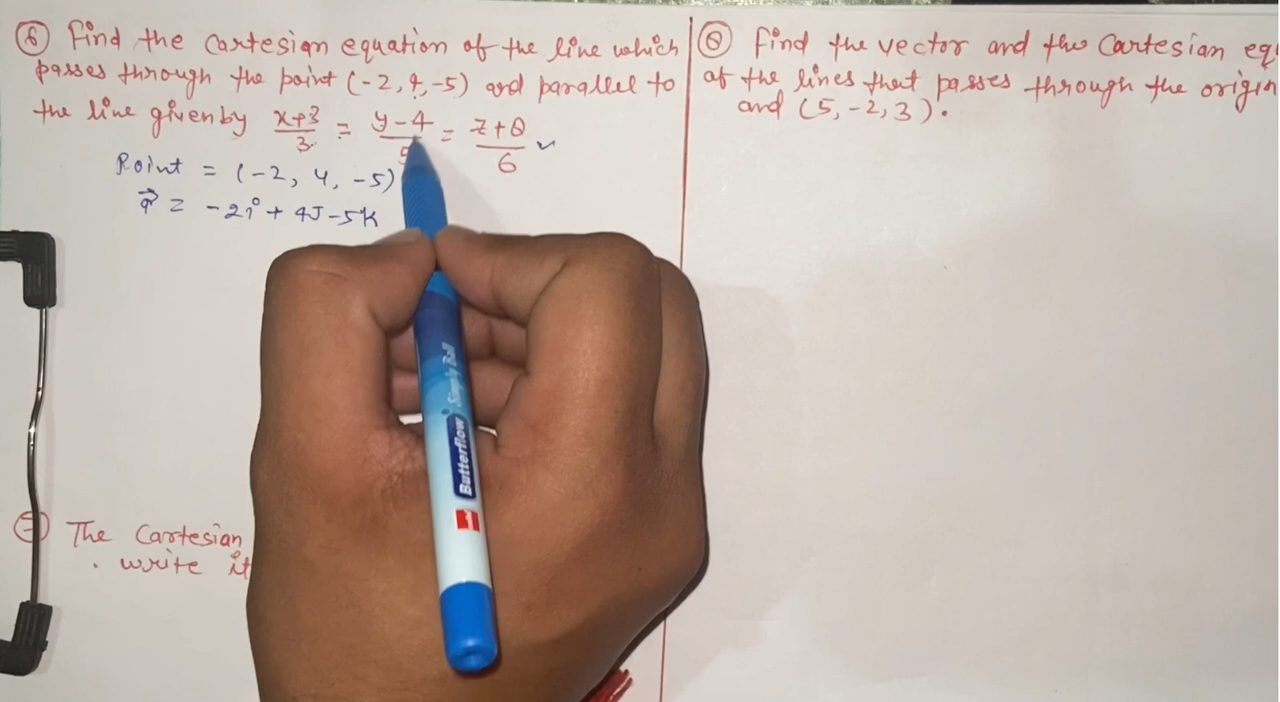 ⑥ Find the Cartesian equation of the line which
passes through the point (-2, 4, -5) and parallel to
the line given by x+3/3 = y-4/5 = z+8/6 ✓
Point = (-2, 4, -5)
a⃗ = -2i + 4J - 5K
⑦ The Cartesian
write it
⑧ Find the vector and the Cartesian eq
of the lines that passes through the origin
and (5, -2, 3).
Butterflow Simply Ball